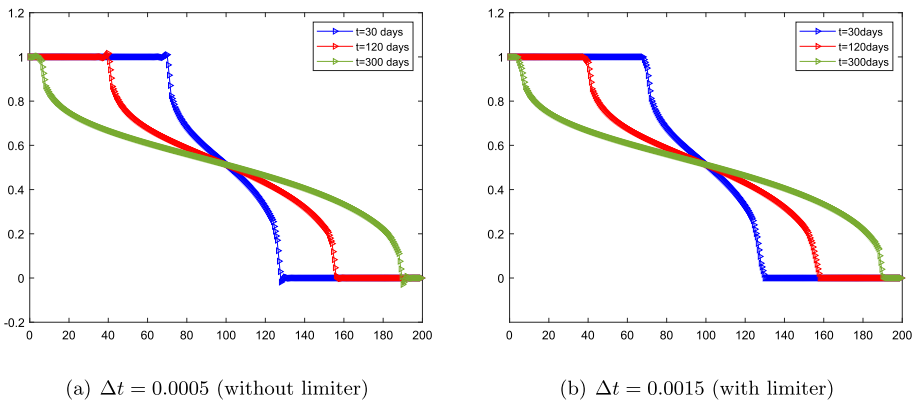 1.2
1
0.8
0.6
0.4
0.2
0
-0.2
0 20 40 60 80 100 120 140 160 180 200
t=30 days
t=120 days
t=300 days
(a) Δt = 0.0005 (without limiter)
1.2
1
0.8
0.6
0.4
0.2
0
-0.2
0 20 40 60 80 100 120 140 160 180 200
t=30days
t=120days
t=300days
(b) Δt = 0.0015 (with limiter)